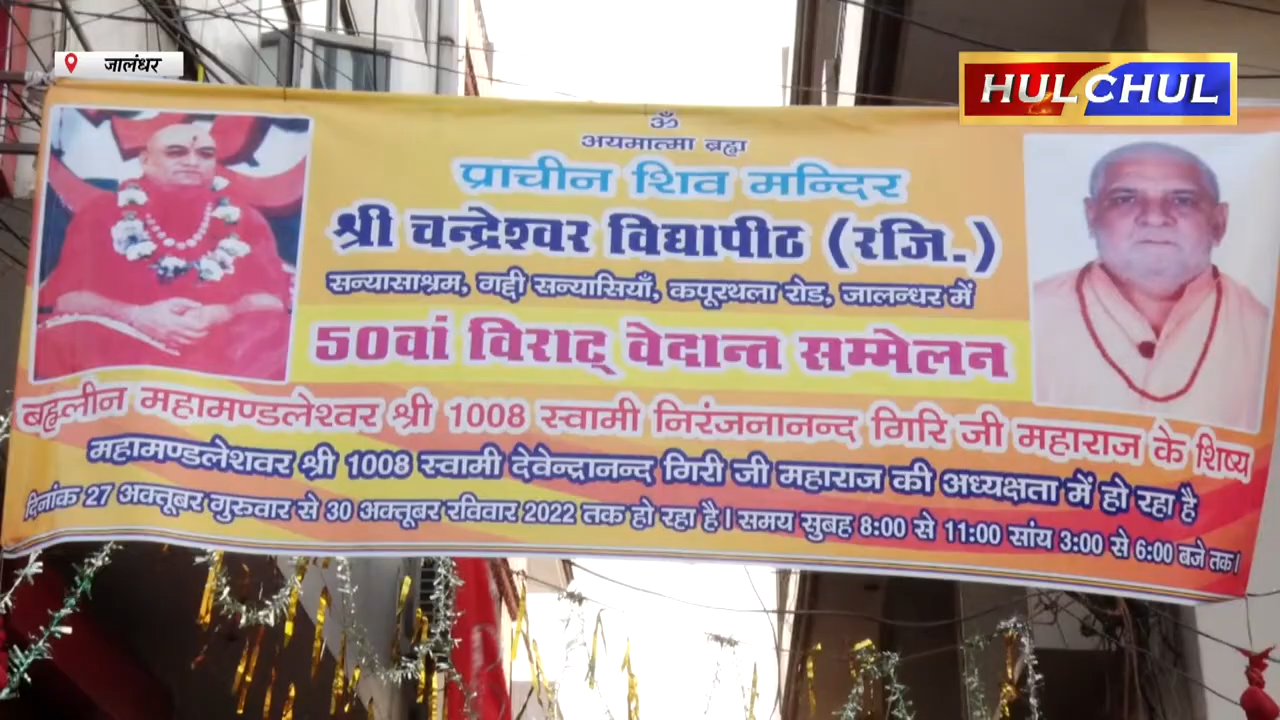 जालंधर
HULCHUL
ॐ
अयमात्मा ब्रह्म
प्राचीन शिव मन्दिर
श्री चन्द्रेश्वर विद्यापीठ (रजि.)
सन्यासाश्रम, गद्दी सन्यासियाँ, कपूरथला रोड, जालन्धर में
50वां विराट् वेदान्त सम्मेलन
बह्मलीन महामण्डलेश्वर श्री 1008 स्वामी निरंजनानन्द गिरि जी महाराज के शिष्य
महामण्डलेशवर श्री 1008 स्वामी देवेन्द्रानन्द गिरी जी महाराज की अध्यक्षता में हो रहा है
दिनांक 27 अक्तूबर गुरुवार से 30 अक्तूबर रविवार 2022 तक हो रहा है। समय सुबह 8:00 से 11:00 सांय 3:00 से 6:00 बजे तक।